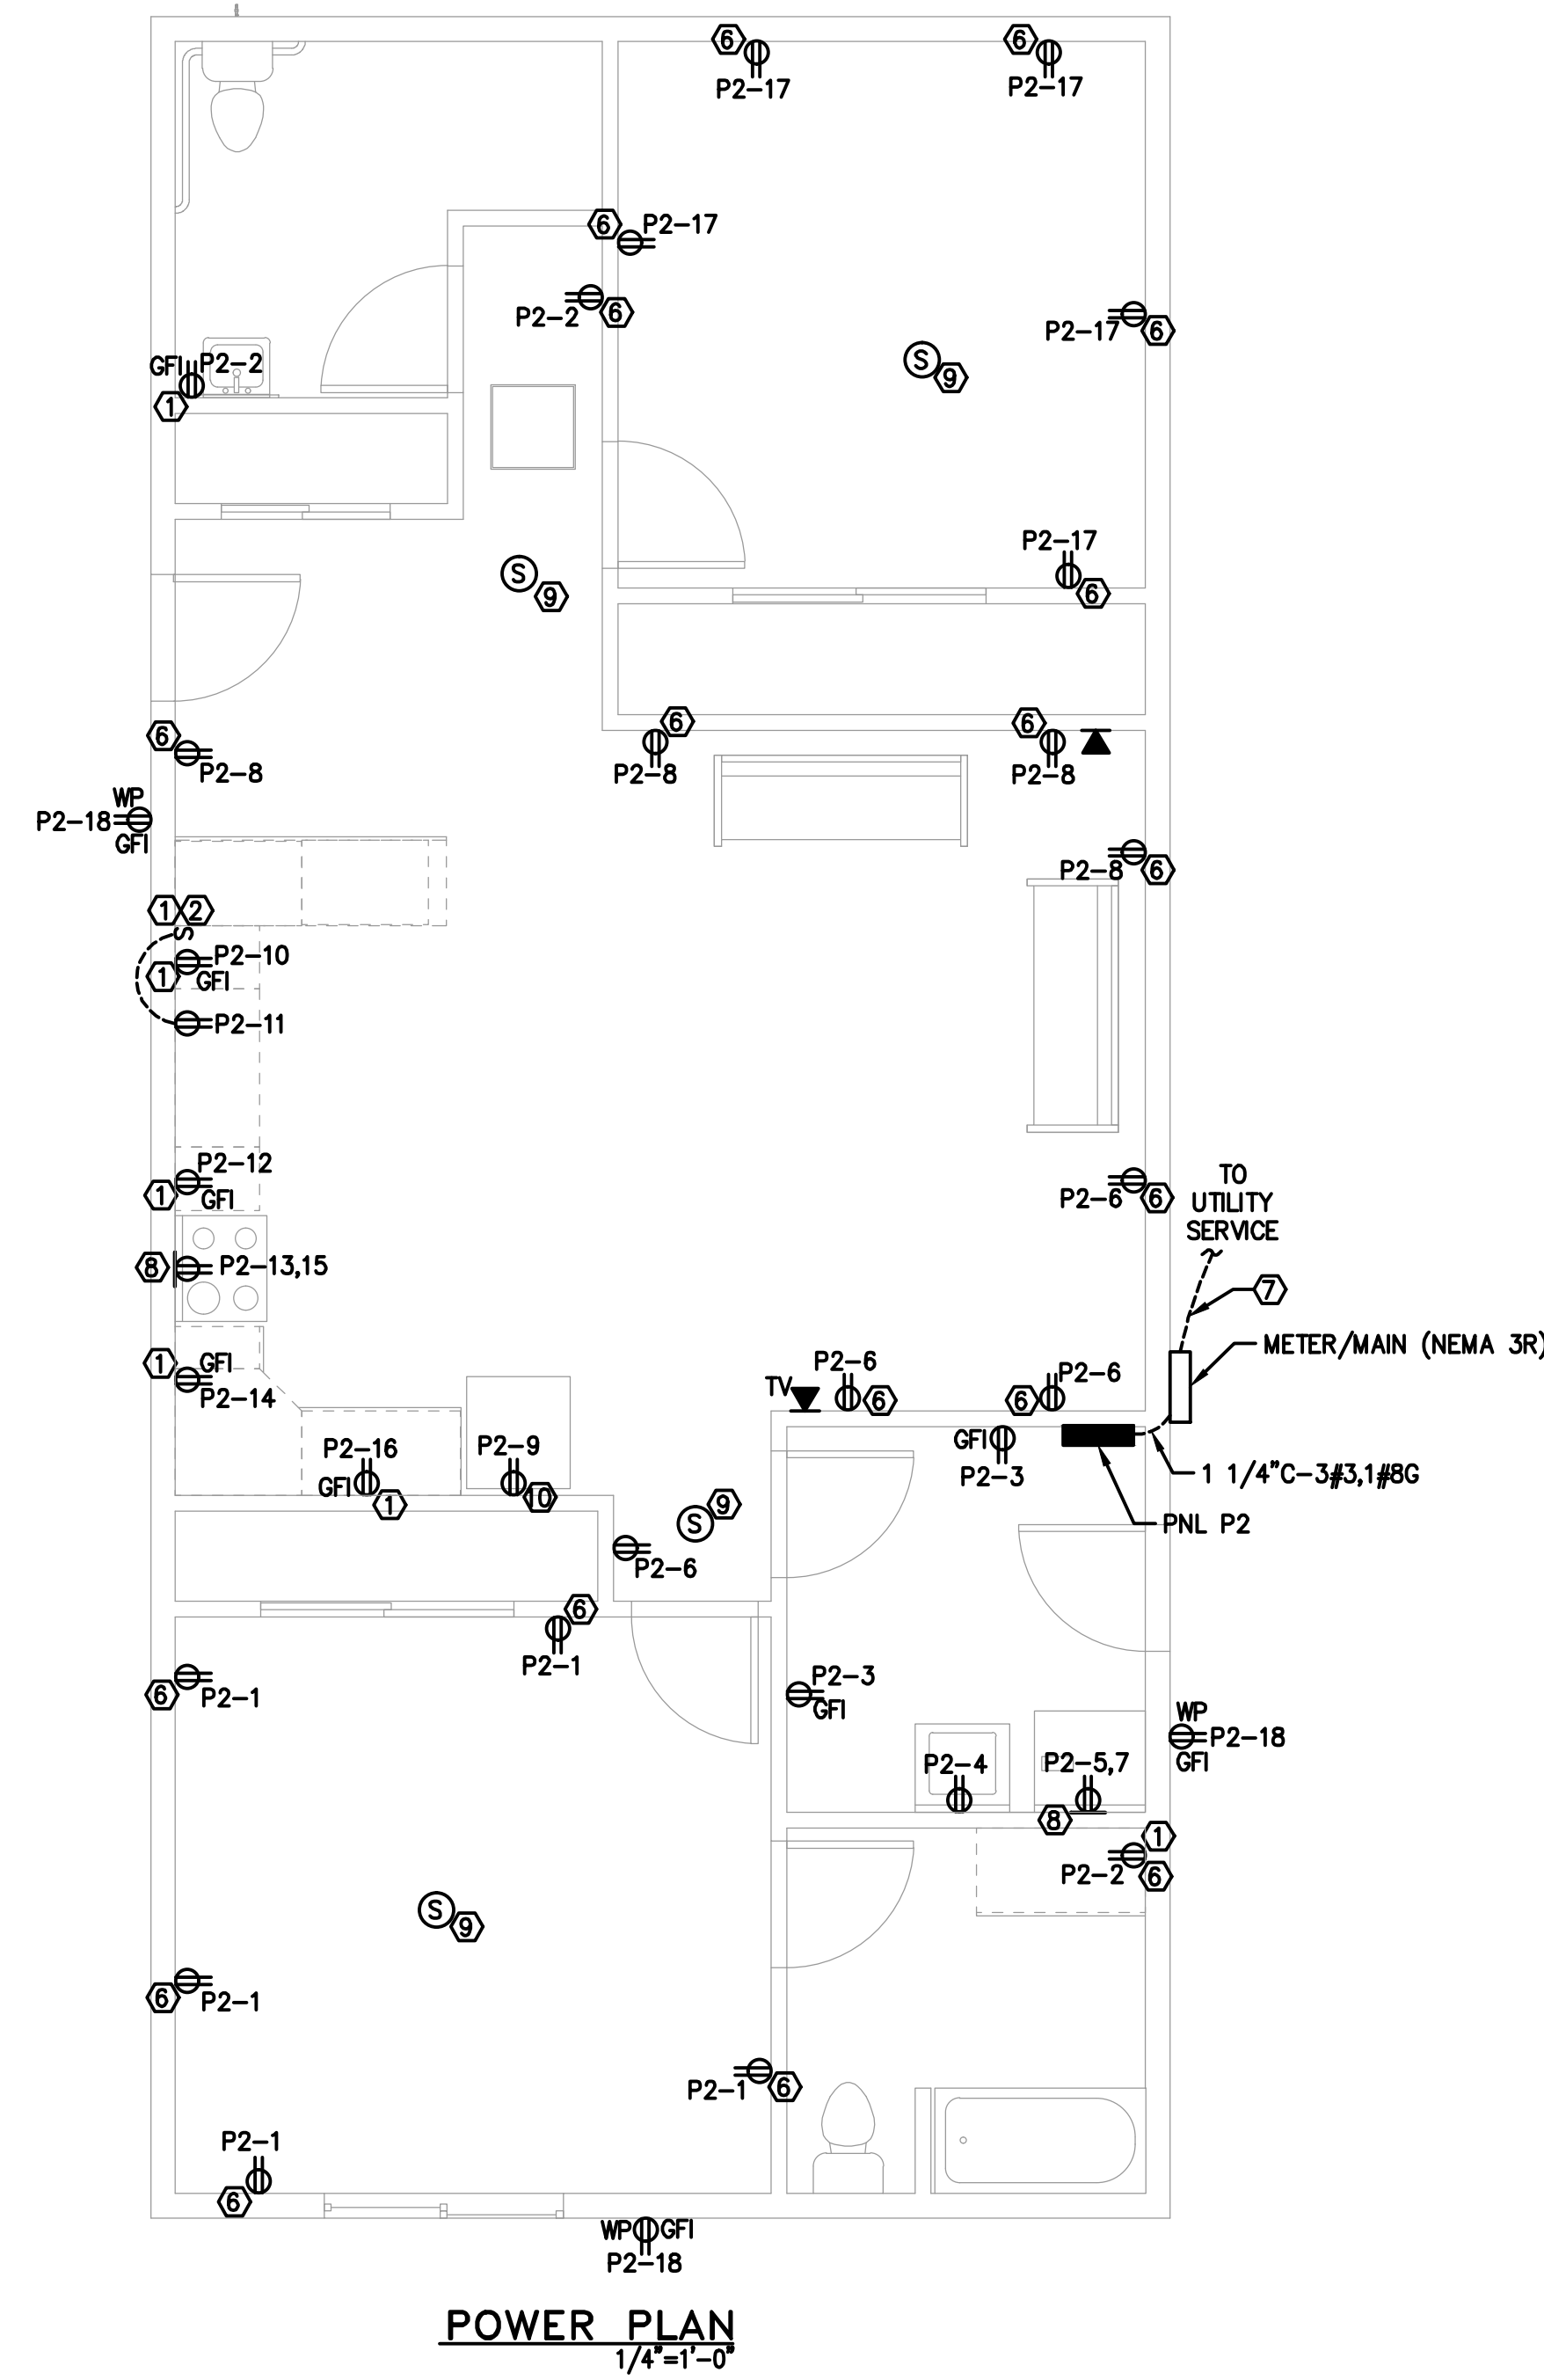 6
6
P2-17
P2-17
6
P2-17
P2-2
6
P2-17
6
GFI
P2-2
1
S
9
P2-17
6
S
9
6
P2-8
6
P2-8
6
P2-8
WP
P2-18
GFI
P2-8
6
1
2
S
P2-10
1
GFI
P2-11
P2-12
1
GFI
P2-6
6
TO
UTILITY
SERVICE
8
P2-13,15
7
METER/MAIN (NEMA 3R)
1
GFI
P2-14
TV
P2-6
6
6
P2-6
P2-16
GFI
1
P2-9
10
GFI
P2-3
1 1/4"C-3#3,1#8G
PNL P2
S
9
P2-6
6
P2-1
6
P2-1
P2-3
GFI
WP
P2-18
GFI
P2-4
P2-5,7
8
1
P2-2
6
S
9
6
P2-1
P2-1
6
P2-1
6
WP
GFI
P2-18
POWER PLAN
1/4"=1'-0"